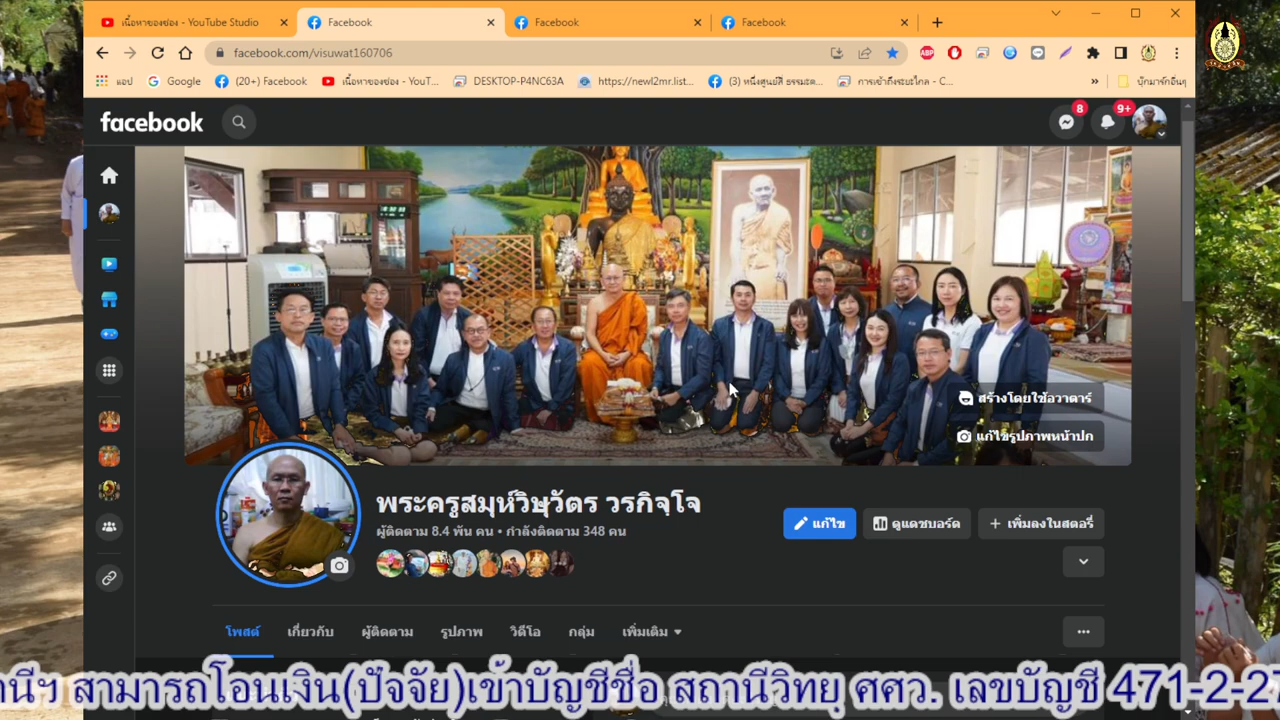 เนื้อหาของช่อง - YouTube Studio
Facebook
Facebook
Facebook
facebook.com/visuwat160706
ABP
แอป
Google
(20+) Facebook
เนื้อหาของช่อง - YouT...
DESKTOP-P4NC63A
https://newl2mr.list...
(3) หนึ่งศูนย์สี่ ธรรมะค...
การเข้าถึงระยะไกล - C...
»
บุ๊กมาร์กอื่นๆ
facebook
8
9+
สร้างโดยใช้อวาตาร์
แก้ไขรูปภาพหน้าปก
พระครูสมุห์วิษุวัตร วรกิจฺโจ
ผู้ติดตาม 8.4 พัน คน • กำลังติดตาม 348 คน
แก้ไข
ดูแดชบอร์ด
+ เพิ่มลงในสตอรี่
โพสต์
เกี่ยวกับ
ผู้ติดตาม
รูปภาพ
วิดีโอ
กลุ่ม
เพิ่มเติม
านีฯ สามารถโอนเงิน(ปัจจัย)เข้าบัญชีชื่อ สถานีวิทยุ ศศว. เลขบัญชี 471-2-2